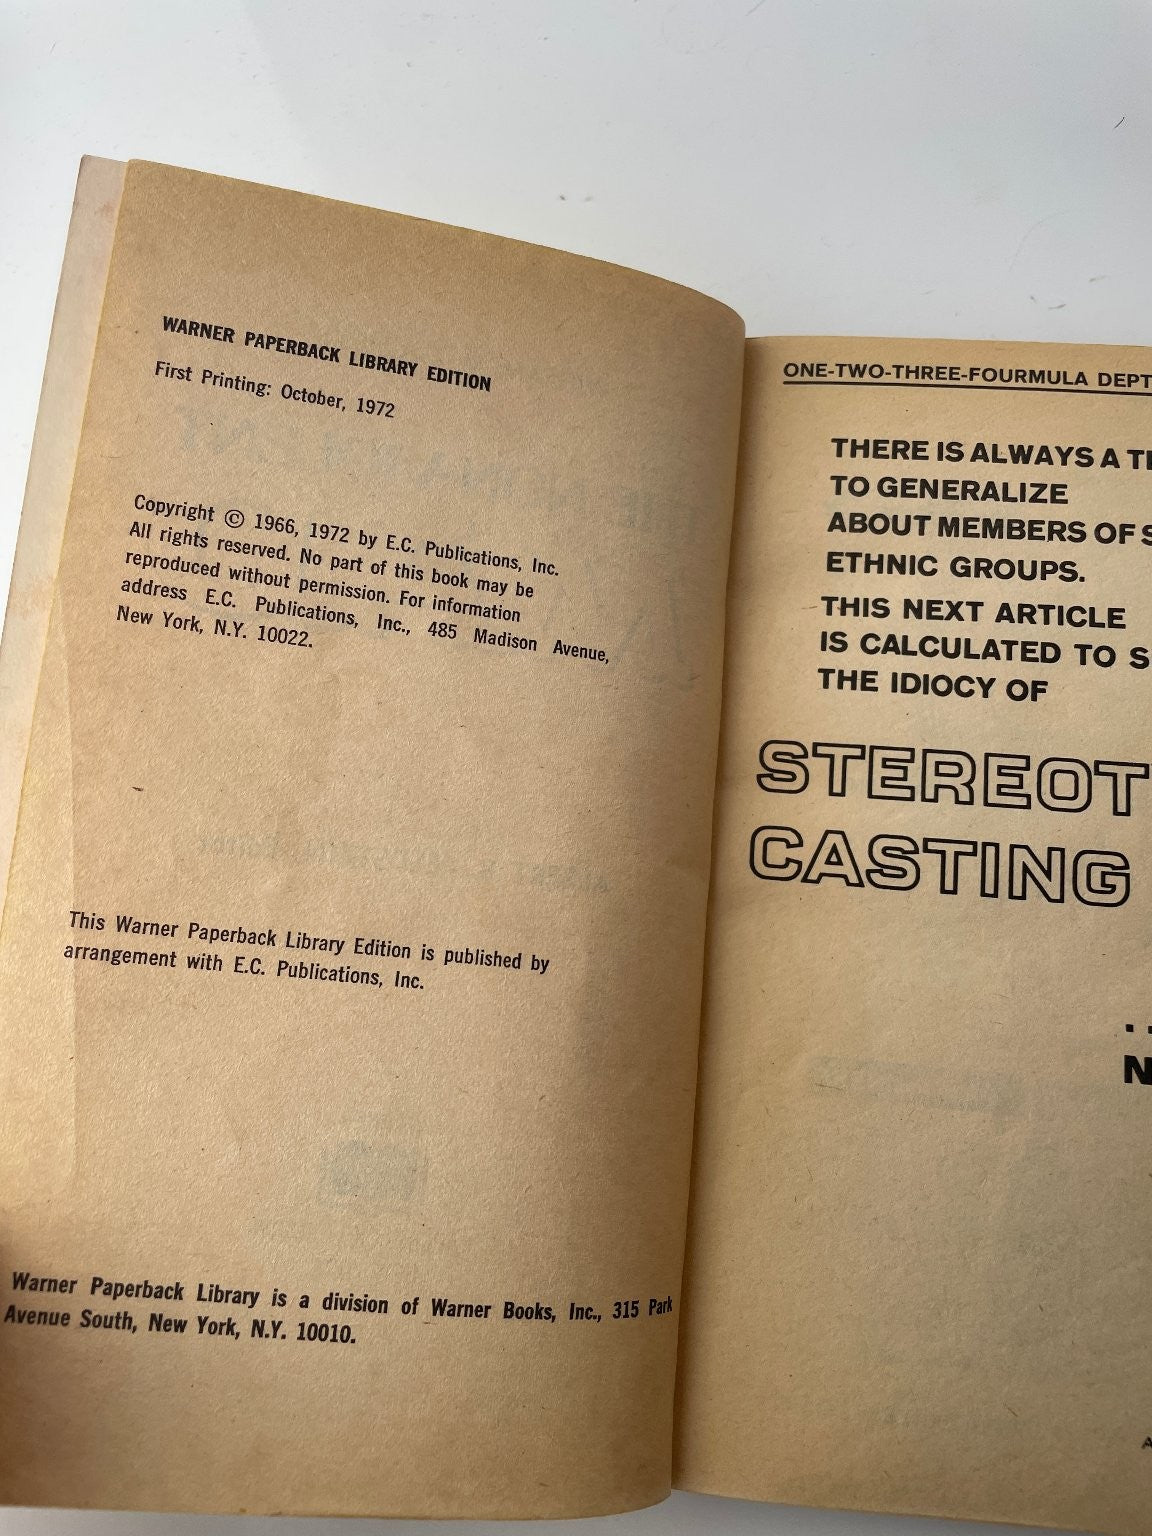 WARNER PAPERBACK LIBRARY EDITION
First Printing: October, 1972
Copyright © 1966, 1972 by E.C. Publications, Inc.
All rights reserved. No part of this book may be
reproduced without permission. For information
address E.C. Publications, Inc., 485 Madison Avenue,
New York, N.Y. 10022.
This Warner Paperback Library Edition is published by
arrangement with E.C. Publications, Inc.
Warner Paperback Library is a division of Warner Books, Inc., 315 Park
Avenue South, New York, N.Y. 10010.
ONE-TWO-THREE-FOURMULA DEPT
THERE IS ALWAYS A
TO GENERALIZE
ABOUT MEMBERS OF
ETHNIC GROUPS.
THIS NEXT ARTICLE
IS CALCULATED TO
THE IDIOCY OF
STEREOT
CASTING